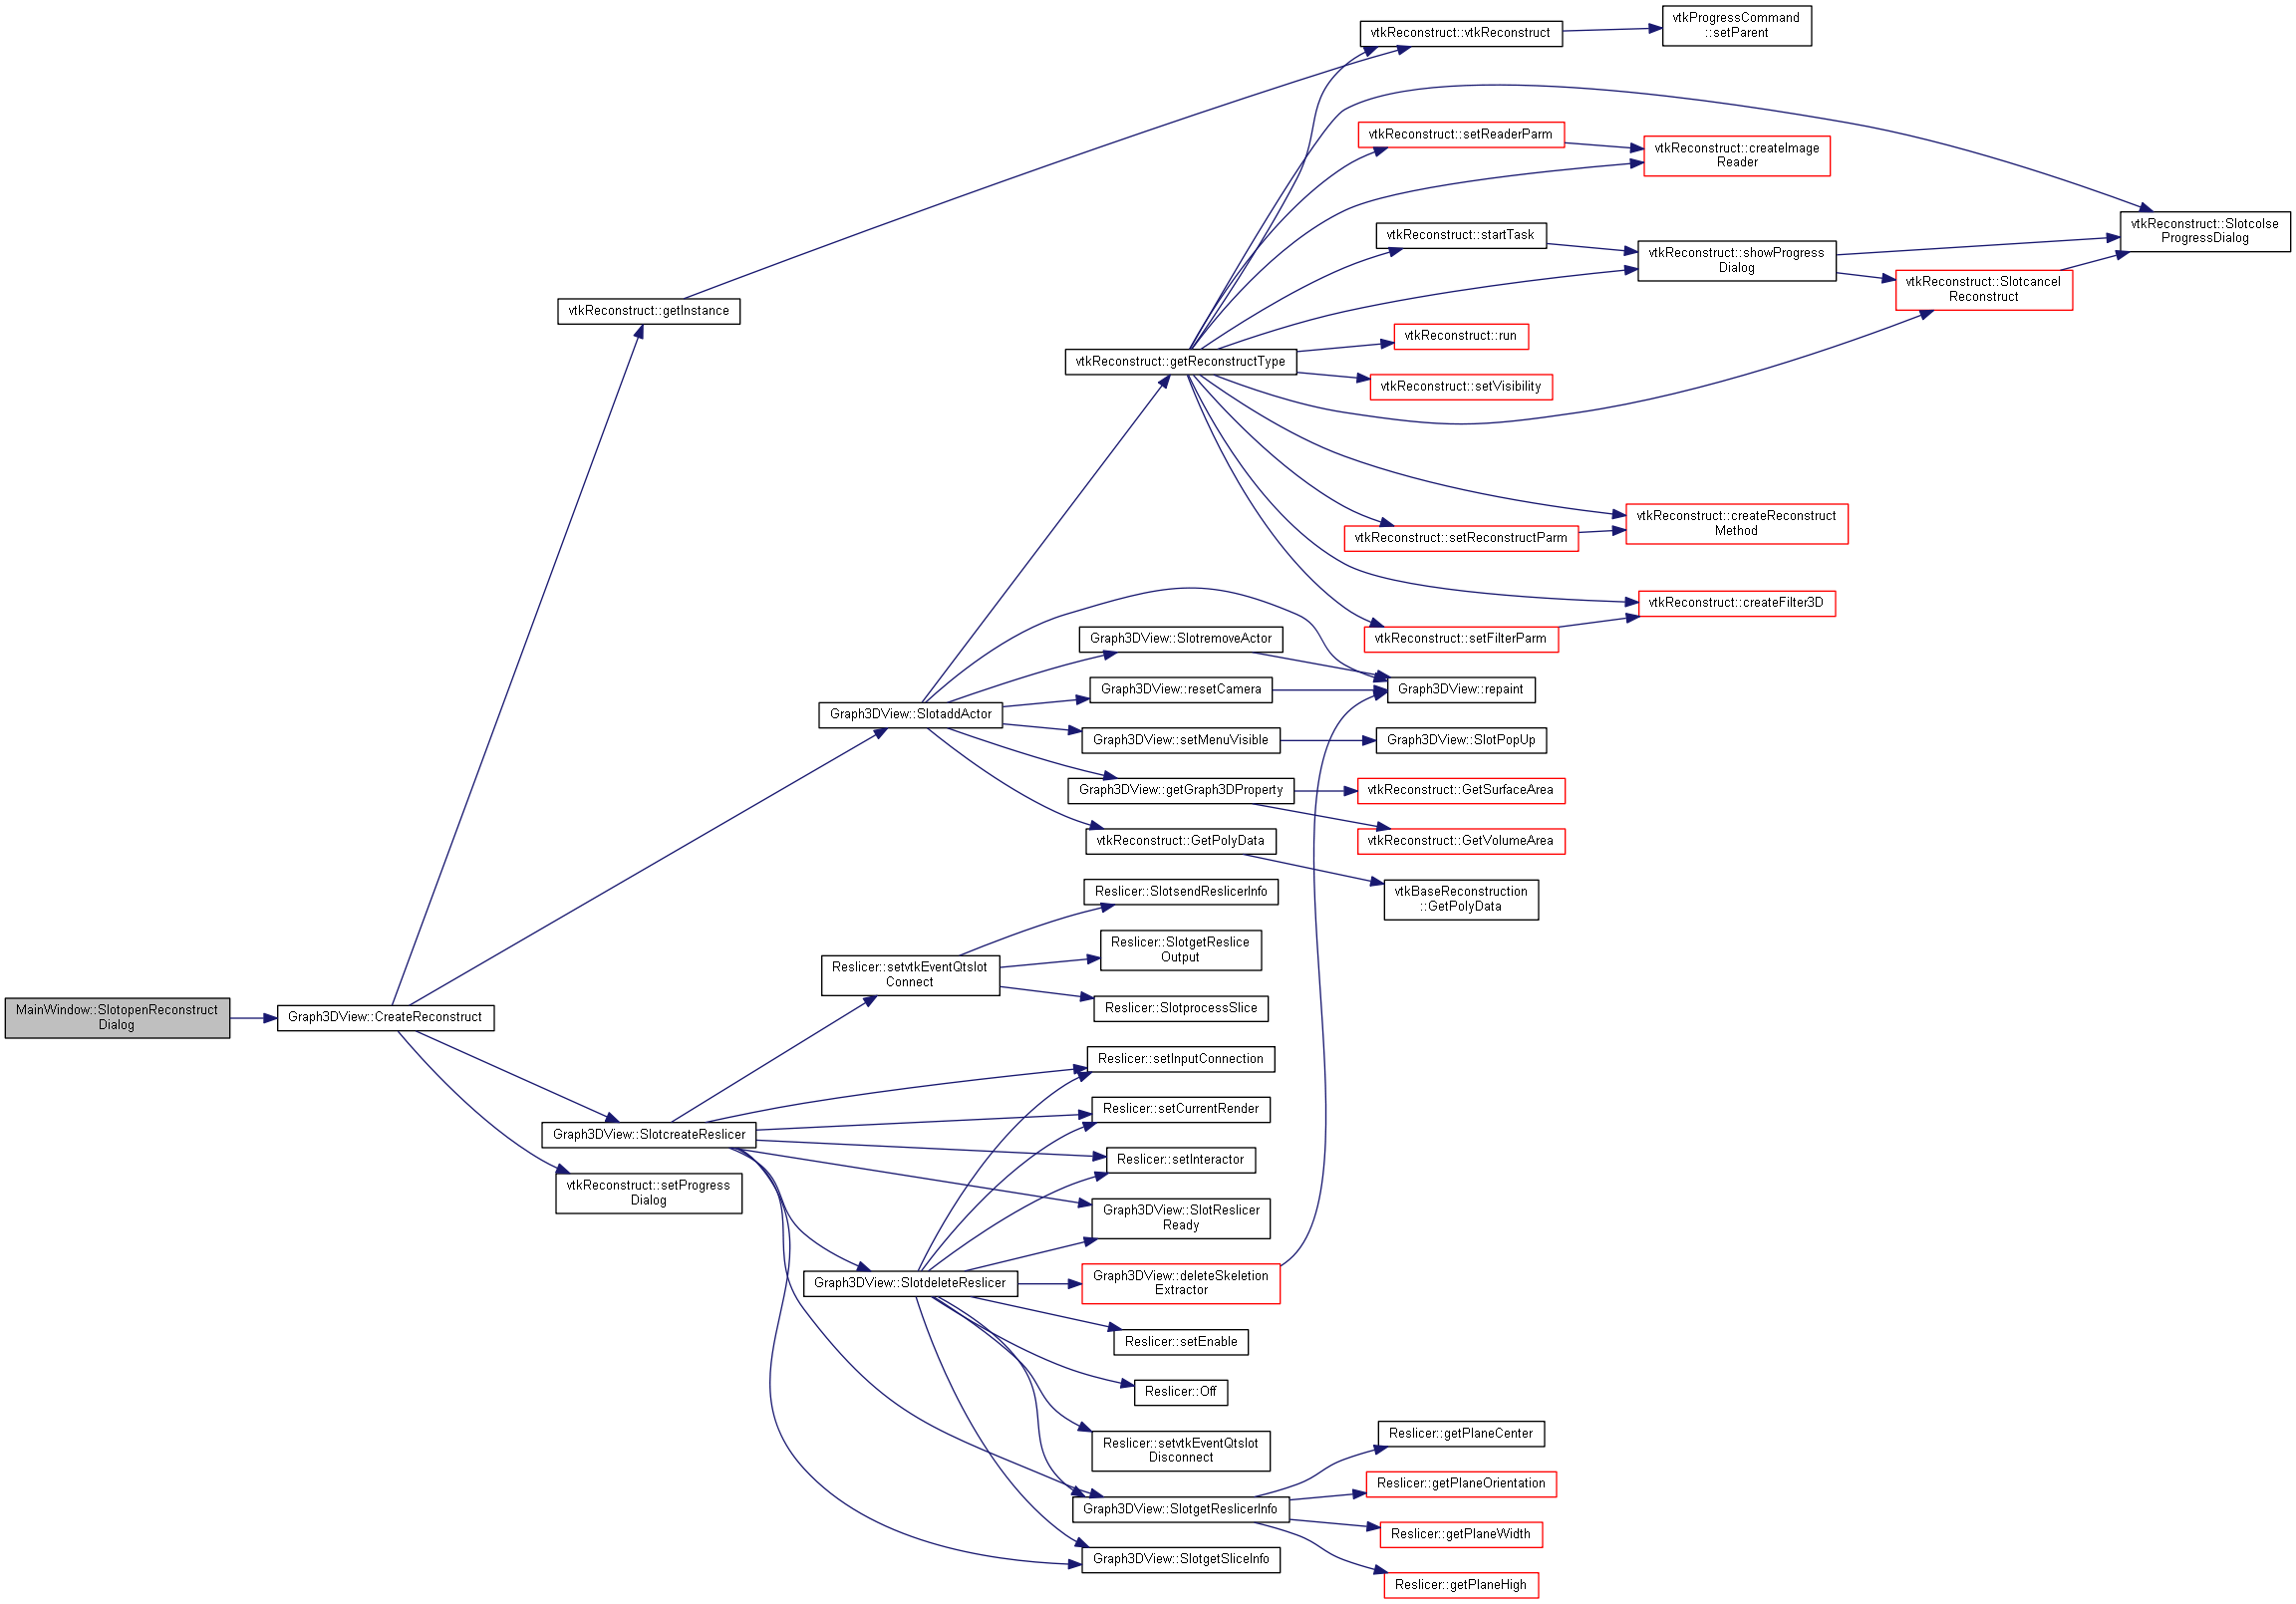 vtkProgressCommand
::setParent
vtkReconstruct::vtkReconstruct
vtkReconstruct::setReaderParm
vtkReconstruct::createImage
Reader
vtkReconstruct::Slotcolse
ProgressDialog
vtkReconstruct::startTask
vtkReconstruct::showProgress
Dialog
vtkReconstruct::Slotcancel
Reconstruct
vtkReconstruct::getInstance
vtkReconstruct::run
vtkReconstruct::getReconstructType
vtkReconstruct::setVisibility
vtkReconstruct::createReconstruct
Method
vtkReconstruct::setReconstructParm
vtkReconstruct::createFilter3D
Graph3DView::SlotremoveActor
vtkReconstruct::setFilterParm
Graph3DView::resetCamera
Graph3DView::repaint
Graph3DView::SlotaddActor
Graph3DView::setMenuVisible
Graph3DView::SlotPopUp
Graph3DView::getGraph3DProperty
vtkReconstruct::GetSurfaceArea
vtkReconstruct::GetPolyData
vtkReconstruct::GetVolumeArea
Reslicer::SlotsendReslicerInfo
vtkBaseReconstruction
::GetPolyData
Reslicer::SlotgetReslice
Output
Reslicer::setvtkEventQtslot
Connect
Reslicer::SlotprocessSlice
MainWindow::SlotopenReconstruct
Dialog
Graph3DView::CreateReconstruct
Reslicer::setInputConnection
Reslicer::setCurrentRender
Graph3DView::SlotcreateReslicer
Reslicer::setInteractor
vtkReconstruct::setProgress
Dialog
Graph3DView::SlotReslicer
Ready
Graph3DView::SlotdeleteReslicer
Graph3DView::deleteSkeletion
Extractor
Reslicer::setEnable
Reslicer::Off
Reslicer::setvtkEventQtslot
Disconnect
Reslicer::getPlaneCenter
Reslicer::getPlaneOrientation
Graph3DView::SlotgetReslicerInfo
Reslicer::getPlaneWidth
Graph3DView::SlotgetSliceInfo
Reslicer::getPlaneHigh